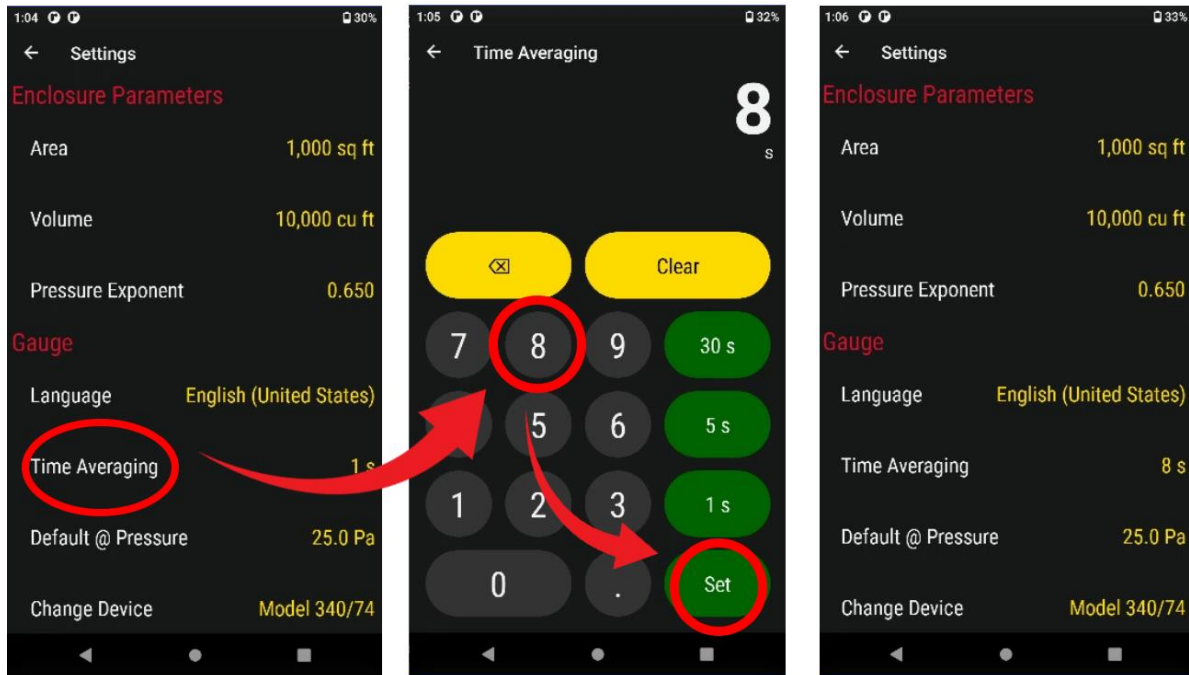 1:04 30%
Settings
Enclosure Parameters
Area 1,000 sq ft
Volume 10,000 cu ft
Pressure Exponent 0.650
Gauge
Language English (United States)
Time Averaging 1 s
Default @ Pressure 25.0 Pa
Change Device Model 340/74
1:05 32%
Time Averaging
8
s
Clear
7 8 9 30 s
5 6 5 s
1 2 3 1 s
0 . Set
1:06 33%
Settings
Enclosure Parameters
Area 1,000 sq ft
Volume 10,000 cu ft
Pressure Exponent 0.650
Gauge
Language English (United States)
Time Averaging 8 s
Default @ Pressure 25.0 Pa
Change Device Model 340/74